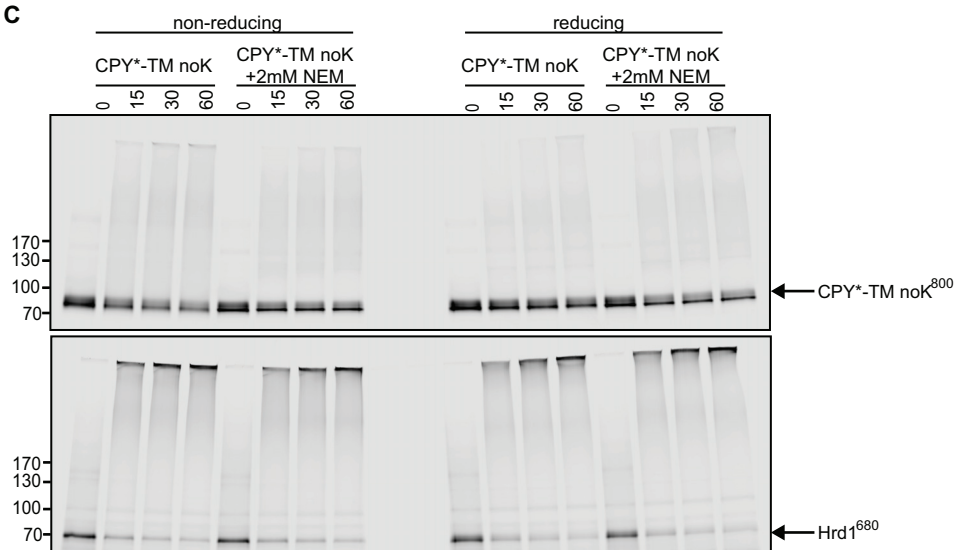 C
non-reducing reducing
CPY*-TM noK CPY*-TM noK +2mM NEM CPY*-TM noK CPY*-TM noK +2mM NEM
0 15 30 60 0 15 30 60 0 15 30 60 0 15 30 60
170
130
100
CPY*-TM noK800
70
170
130
100
70
Hrd1680